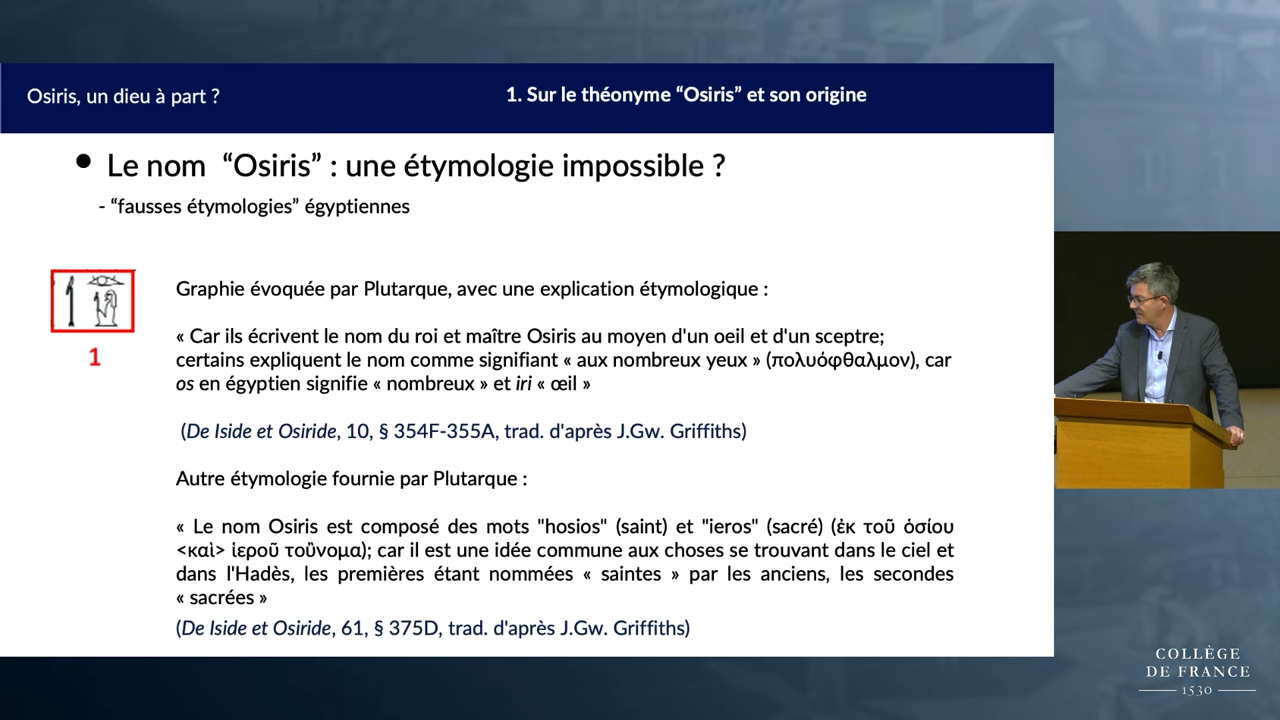 Osiris, un dieu à part ?
1. Sur le théonyme “Osiris” et son origine
• Le nom “Osiris” : une étymologie impossible ?
- “fausses étymologies” égyptiennes
1
Graphie évoquée par Plutarque, avec une explication étymologique :
« Car ils écrivent le nom du roi et maître Osiris au moyen d'un oeil et d'un sceptre;
certains expliquent le nom comme signifiant « aux nombreux yeux » (πολυόφθαλμον), car
os en égyptien signifie « nombreux » et iri « œil »
(De Iside et Osiride, 10, § 354F-355A, trad. d'après J.Gw. Griffiths)
Autre étymologie fournie par Plutarque :
« Le nom Osiris est composé des mots "hosios" (saint) et "ieros" (sacré) (ἐκ τοῦ ὁσίου
<καὶ> ἱεροῦ τοὔνομα); car il est une idée commune aux choses se trouvant dans le ciel et
dans l'Hadès, les premières étant nommées « saintes » par les anciens, les secondes
« sacrées »
(De Iside et Osiride, 61, § 375D, trad. d'après J.Gw. Griffiths)
COLLÈGE
DE FRANCE
1530